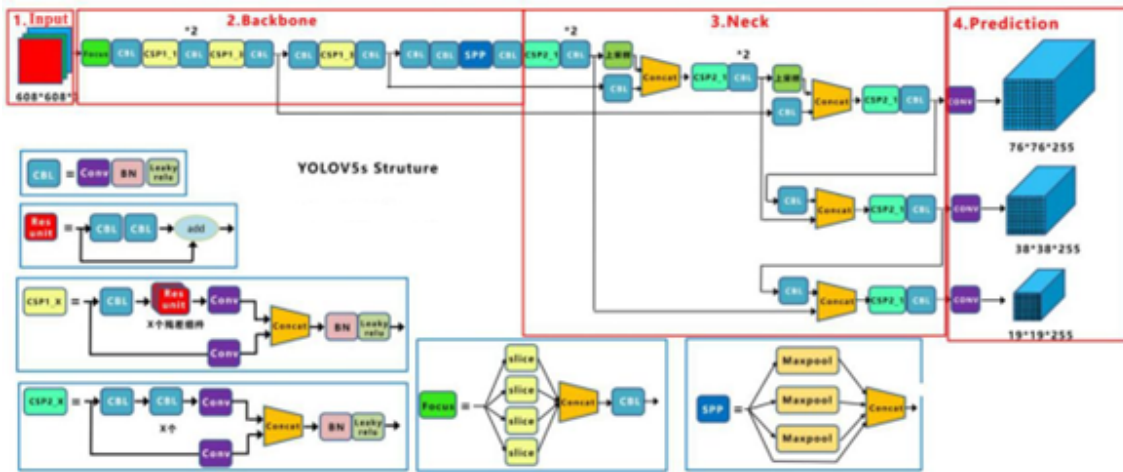 1.Input
2.Backbone
3.Neck
4.Prediction
*2
*2
*2
Focus CBL CSP1_1 CBL CSP1_3 CBL CBL CSP1_3 CBL CBL CBL SPP CBL CSP2_1 CBL 上采样
CBL Concat CSP2_1 CBL 上采样
CBL Concat CSP2_1 CBL CONV
608*608*3
76*76*255
YOLOV5s Struture
CBL = Conv BN Leaky relu
CBL Concat CSP2_1 CBL CONV
38*38*255
Res unit = CBL CBL add
CBL Concat CSP2_1 CBL CONV
19*19*255
CSP1_X = CBL Res unit Conv
X个残差组件
Concat BN Leaky relu
Conv
CSP2_X = CBL CBL Conv
X个
Concat BN Leaky relu
Conv
Focus = slice
slice
slice
slice
Concat CBL
SPP = Maxpool
Maxpool
Maxpool
Concat